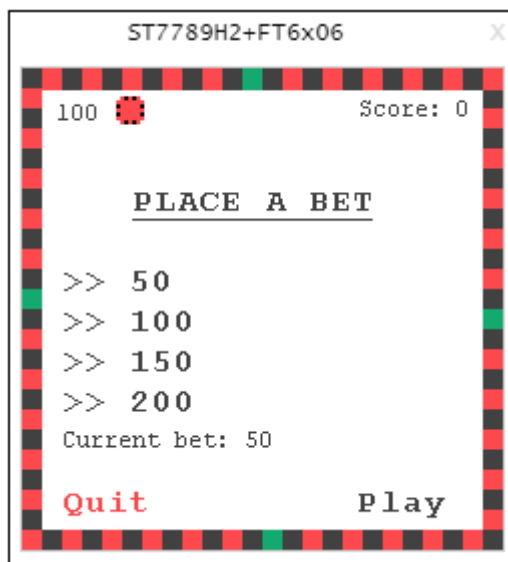 ST7789H2+FT6x06 X
100 Score: 0
PLACE A BET
>> 50
>> 100
>> 150
>> 200
Current bet: 50
Quit Play